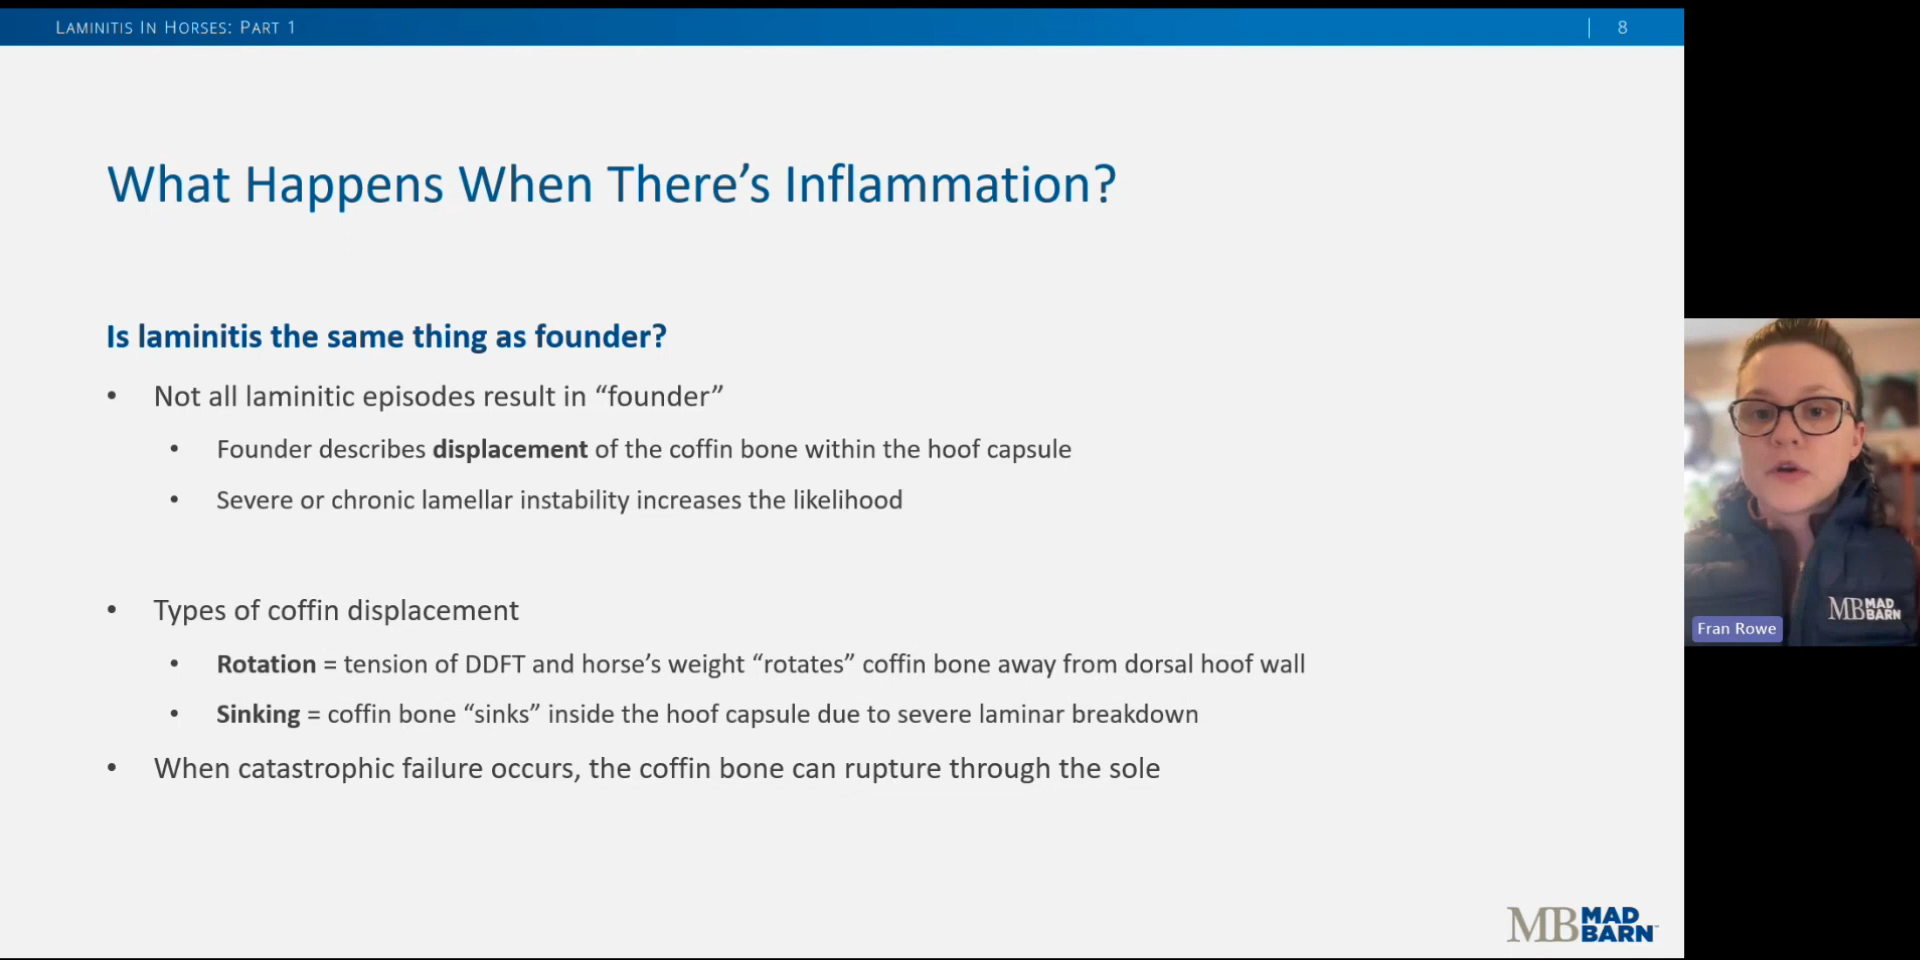 LAMINITIS IN HORSES: PART 1
8
What Happens When There’s Inflammation?
Is laminitis the same thing as founder?
• Not all laminitic episodes result in “founder”
• Founder describes displacement of the coffin bone within the hoof capsule
• Severe or chronic lamellar instability increases the likelihood
• Types of coffin displacement
• Rotation = tension of DDFT and horse’s weight “rotates” coffin bone away from dorsal hoof wall
• Sinking = coffin bone “sinks” inside the hoof capsule due to severe laminar breakdown
• When catastrophic failure occurs, the coffin bone can rupture through the sole
MB MAD
BARN
MB MAD
BARN
Fran Rowe